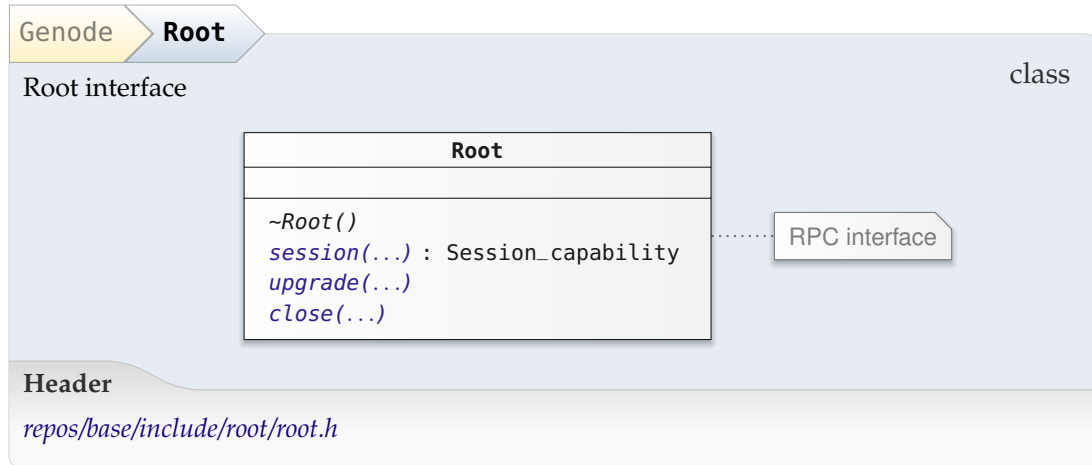 Genode Root
class
Root interface
Root
~Root()
session(...) : Session_capability
upgrade(...)
close(...)
RPC interface
Header
repos/base/include/root/root.h